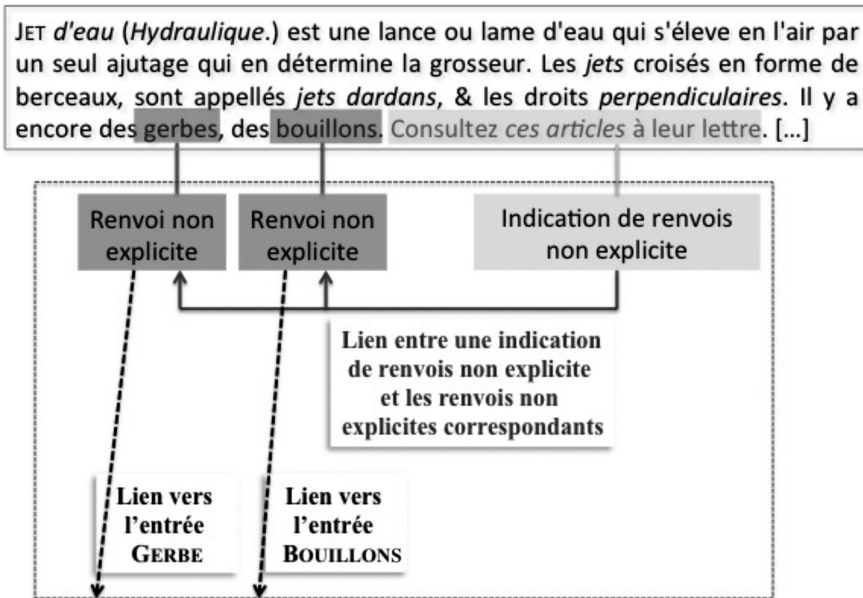 JET d'eau (Hydraulique.) est une lance ou lame d'eau qui s'éleve en l'air par
un seul ajutage qui en détermine la grosseur. Les jets croisés en forme de
berceaux, sont appellés jets dardans, & les droits perpendiculaires. Il y a
encore des gerbes, des bouillons. Consultez ces articles à leur lettre. [...]
Renvoi non
explicite
Renvoi non
explicite
Indication de renvois
non explicite
Lien entre une indication
de renvois non explicite
et les renvois non
explicites correspondants
Lien vers
l'entrée
GERBE
Lien vers
l'entrée
BOUILLONS